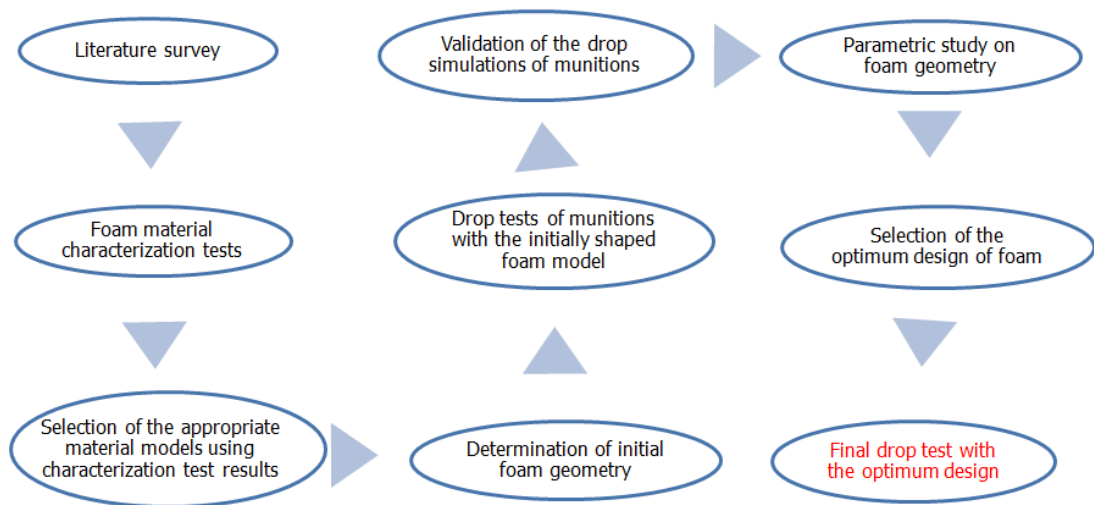 Literature survey
Foam material
characterization tests
Selection of the appropriate
material models using
characterization test results
Determination of initial
foam geometry
Drop tests of munitions
with the initially shaped
foam model
Validation of the drop
simulations of munitions
Parametric study on
foam geometry
Selection of the
optimum design of foam
Final drop test with
the optimum design